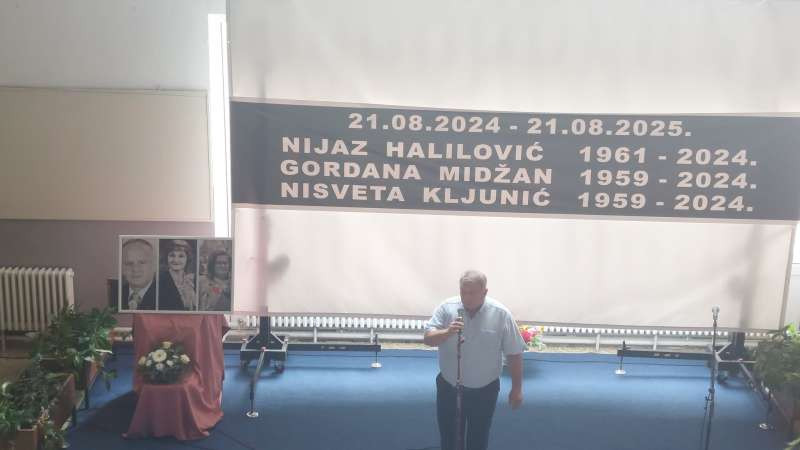 21.08.2024 - 21.08.2025.
NIJAZ HALILOVIĆ 1961 - 2024.
GORDANA MIDŽAN 1959 - 2024.
NISVETA KLJUNIĆ 1959 - 2024.